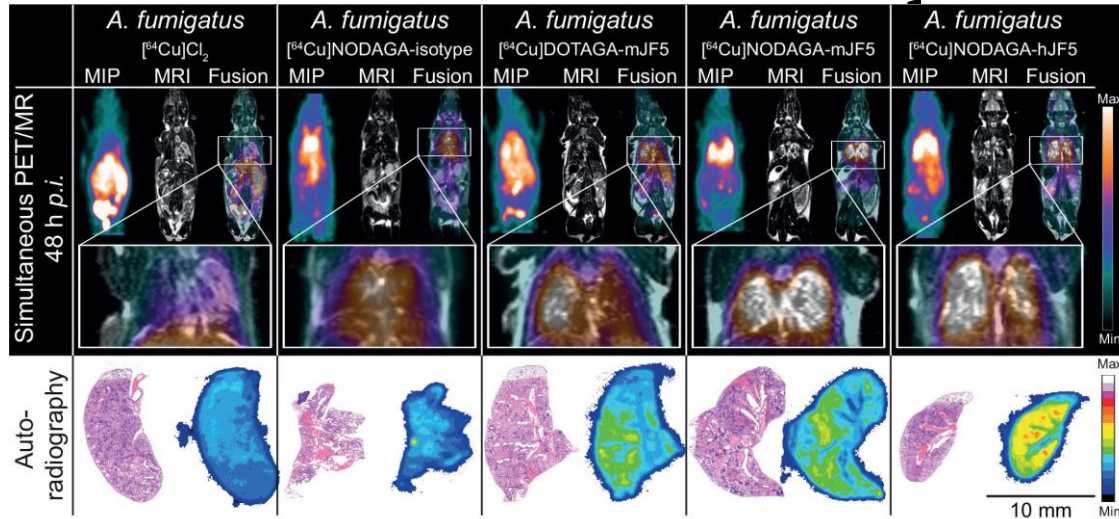 A. fumigatus A. fumigatus A. fumigatus A. fumigatus A. fumigatus
[⁶⁴Cu]Cl₂ [⁶⁴Cu]NODAGA-isotype [⁶⁴Cu]DOTAGA-mJF5 [⁶⁴Cu]NODAGA-mJF5 [⁶⁴Cu]NODAGA-hJF5
MIP MRI Fusion MIP MRI Fusion MIP MRI Fusion MIP MRI Fusion MIP MRI Fusion
Simultaneous PET/MR
48 h p.i.
Max
Min
Auto-
radiography
Max
Min
10 mm